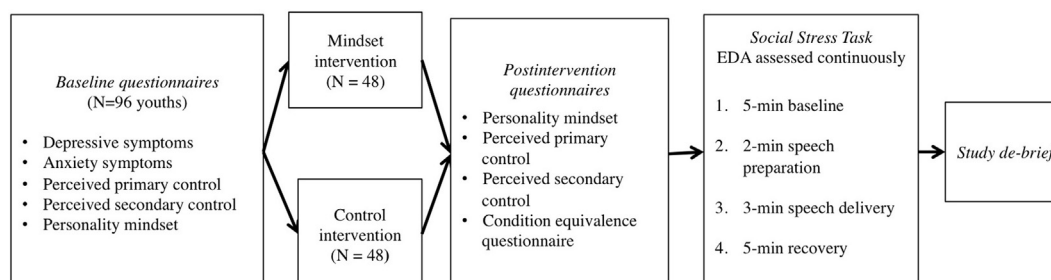 Baseline questionnaires
(N=96 youths)
• Depressive symptoms
• Anxiety symptoms
• Perceived primary control
• Perceived secondary control
• Personality mindset
Mindset
intervention
(N = 48)
Control
intervention
(N = 48)
Postintervention
questionnaires
• Personality mindset
• Perceived primary
control
• Perceived secondary
control
• Condition equivalence
questionnaire
Social Stress Task
EDA assessed continuously
1. 5-min baseline
2. 2-min speech
preparation
3. 3-min speech delivery
4. 5-min recovery
Study de-brief